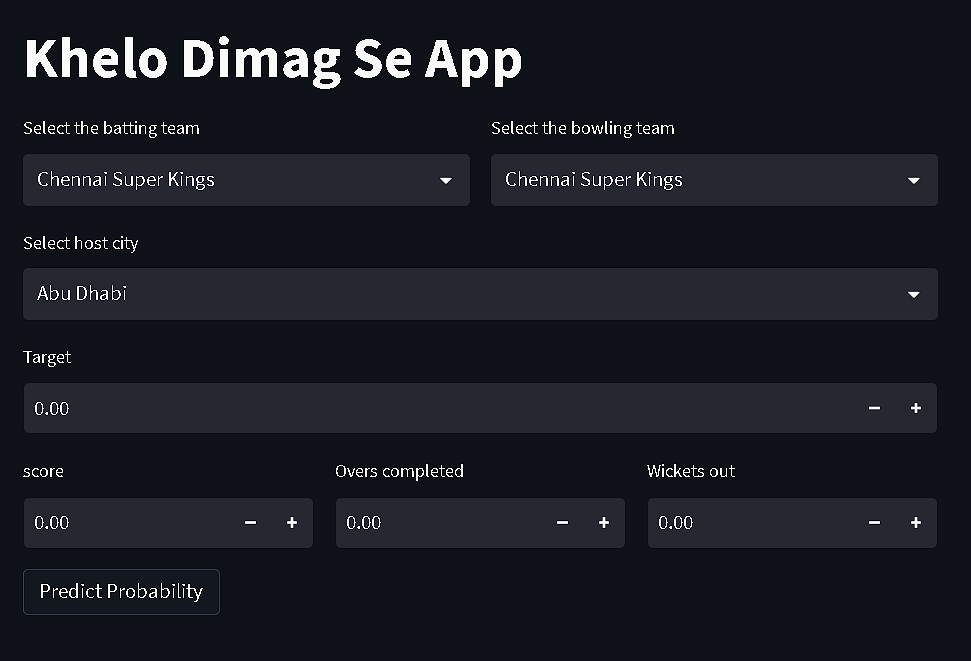 Khelo Dimag Se App
Select the batting team
Select the bowling team
Chennai Super Kings
Chennai Super Kings
Select host city
Abu Dhabi
Target
0.00
score
Overs completed
Wickets out
0.00
0.00
0.00
Predict Probability